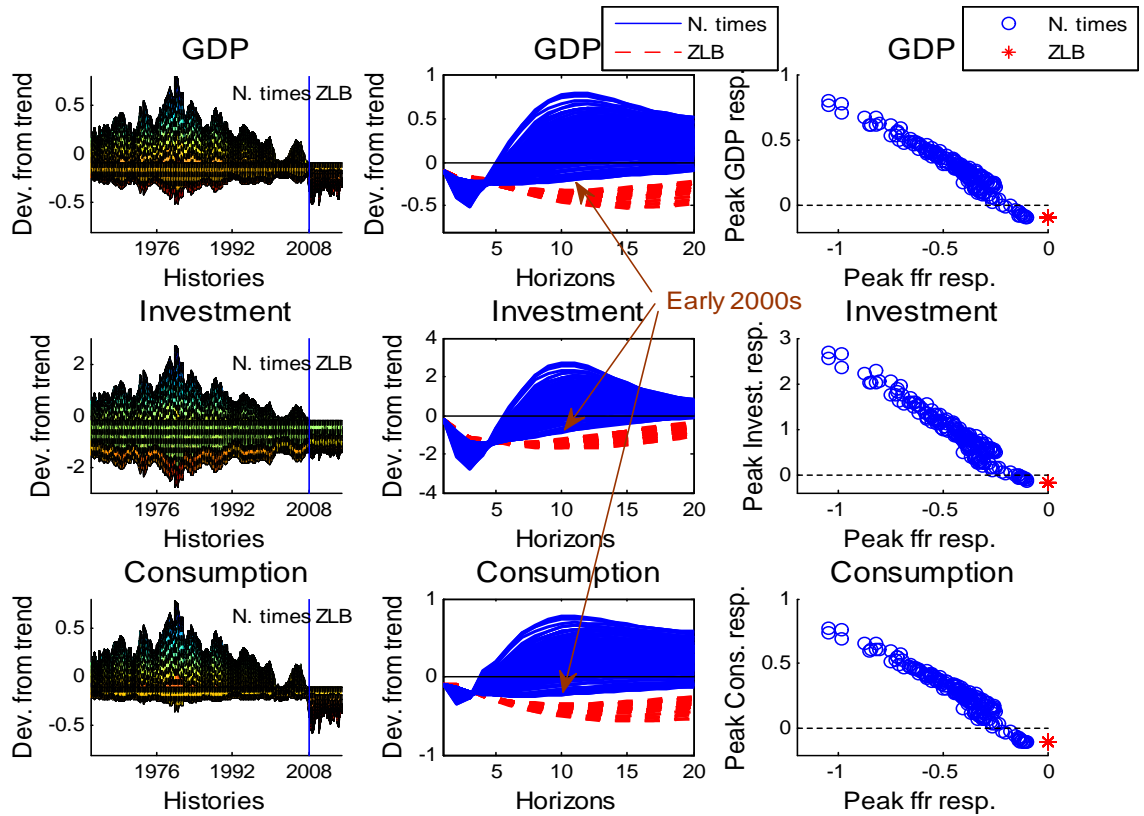 N. times
ZLB
N. times
ZLB
GDP
Dev. from trend
0.5
0
-0.5
N. times ZLB
1976 1992 2008
Histories
GDP
Dev. from trend
1
0.5
0
-0.5
5 10 15 20
Horizons
GDP
Peak GDP resp.
1
0.5
0
-1 -0.5 0
Peak ffr resp.
Early 2000s
Investment
Dev. from trend
2
0
-2
N. times ZLB
1976 1992 2008
Histories
Investment
Dev. from trend
4
2
0
-2
-4
5 10 15 20
Horizons
Investment
Peak Invest. resp.
3
2
1
0
-1 -0.5 0
Peak ffr resp.
Consumption
Dev. from trend
0.5
0
-0.5
N. times ZLB
1976 1992 2008
Histories
Consumption
Dev. from trend
1
0
-1
5 10 15 20
Horizons
Consumption
Peak Cons. resp.
1
0.5
0
-1 -0.5 0
Peak ffr resp.